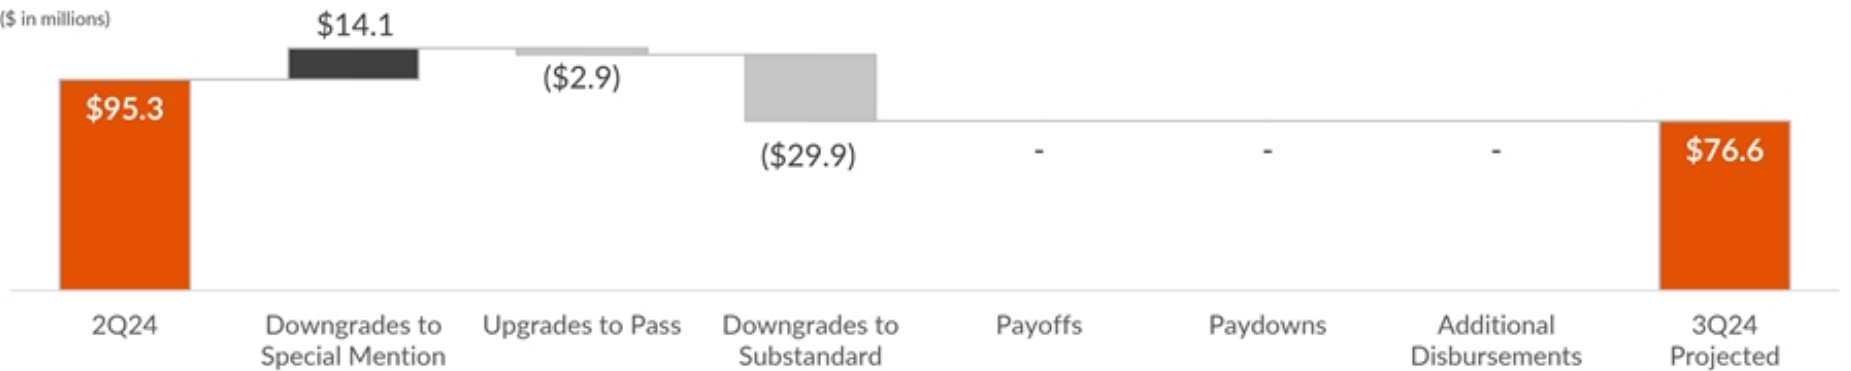 ($ in millions)
$14.1
$95.3
($2.9)
($29.9)
-
-
-
$76.6
2Q24
Downgrades to
Special Mention
Upgrades to Pass
Downgrades to
Substandard
Payoffs
Paydowns
Additional
Disbursements
3Q24
Projected